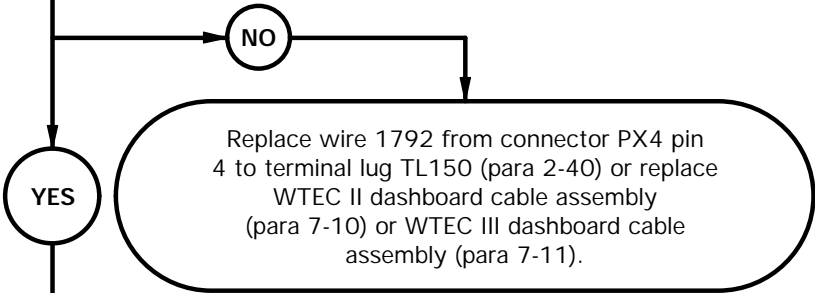 NO
YES
Replace wire 1792 from connector PX4 pin
4 to terminal lug TL150 (para 2-40) or replace
WTEC II dashboard cable assembly
(para 7-10) or WTEC III dashboard cable
assembly (para 7-11).